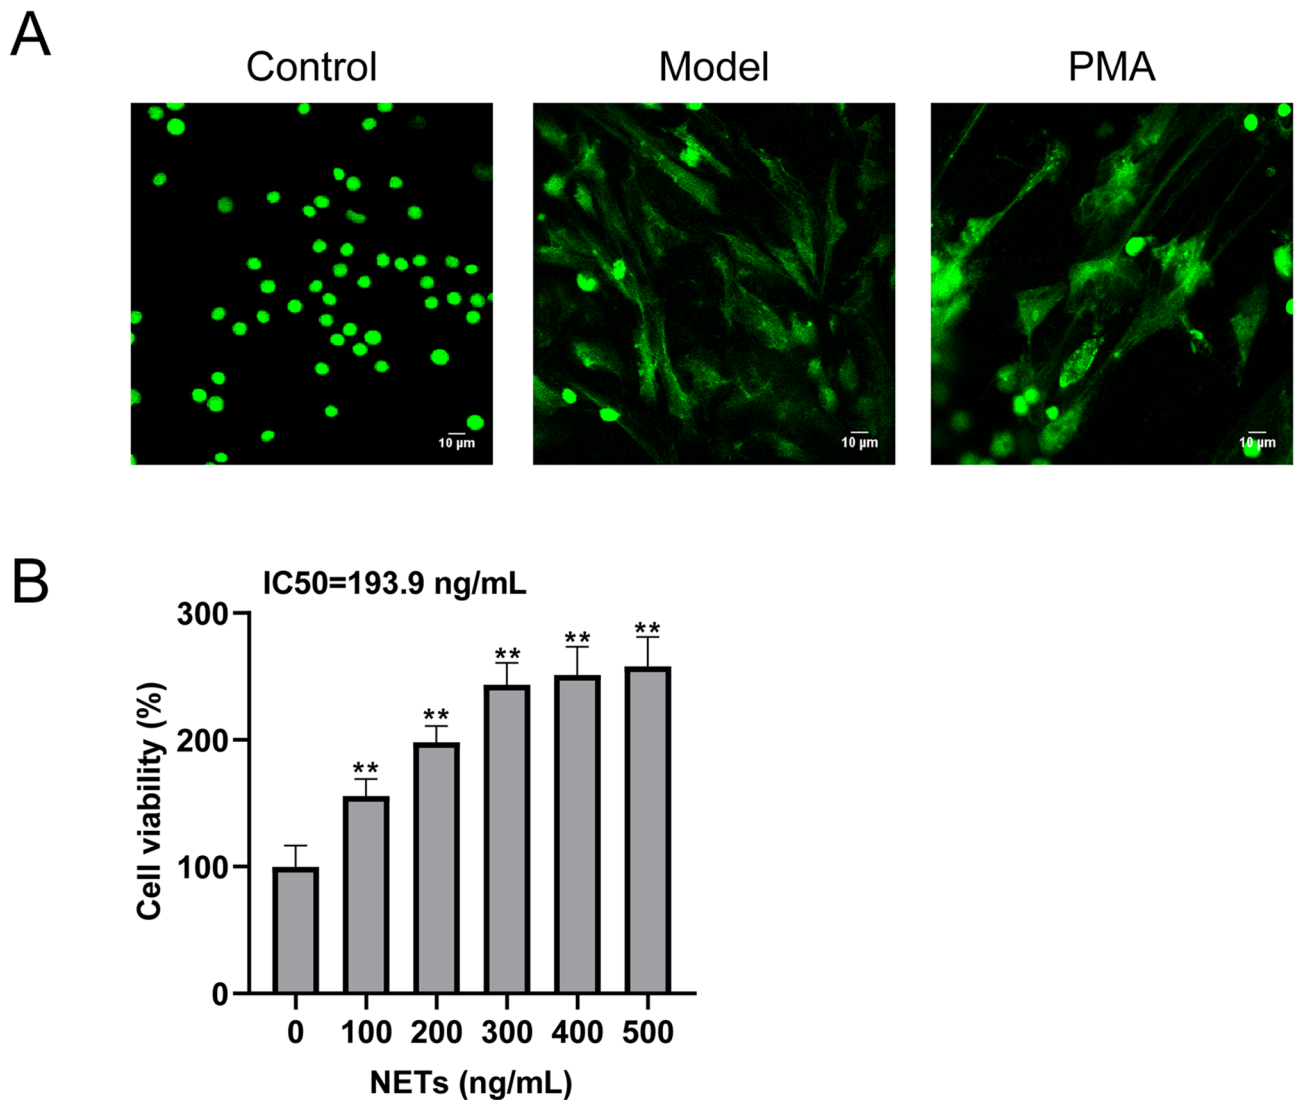 A
Control
Model
PMA
10 µm
10 µm
10 µm
B
IC50=193.9 ng/mL
300
200
100
0
Cell viability (%)
**
**
**
**
**
0
100
200
300
400
500
NETs (ng/mL)